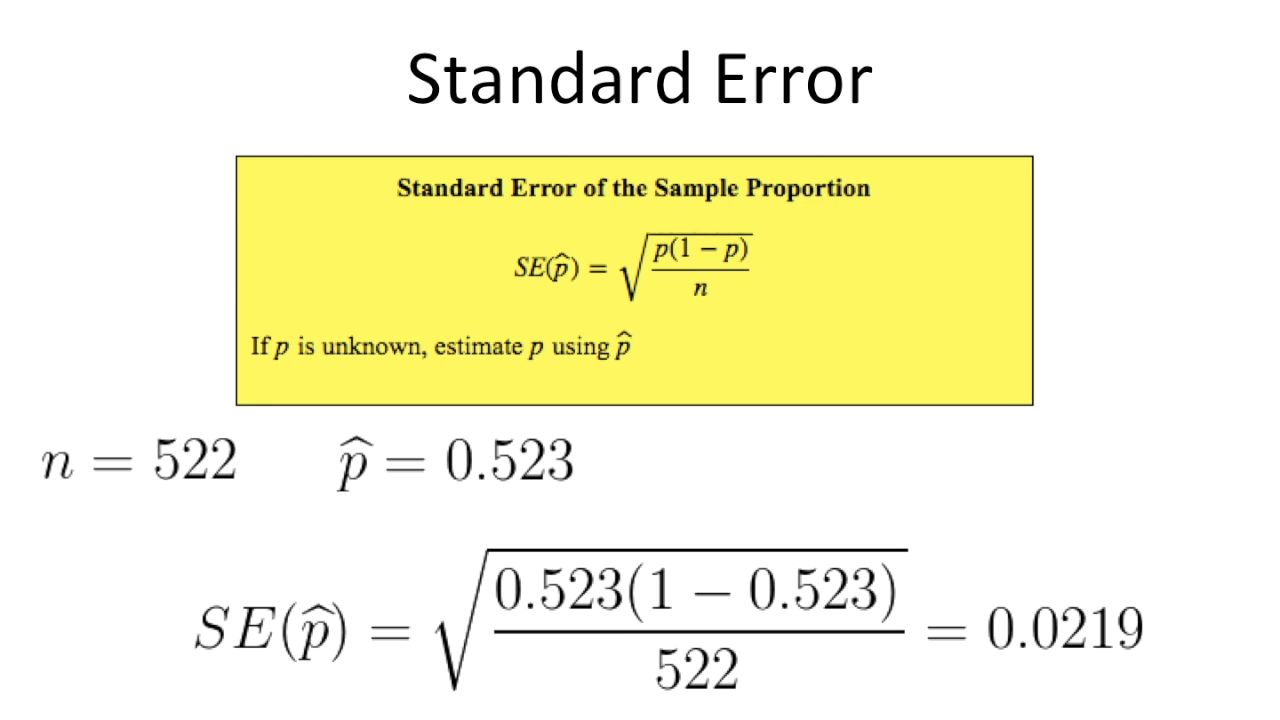 Standard Error
Standard Error of the Sample Proportion
SE(p̂) = √(p(1 − p)/n)
If p is unknown, estimate p using p̂
n = 522 p̂ = 0.523
SE(p̂) = √(0.523(1 − 0.523)/522) = 0.0219